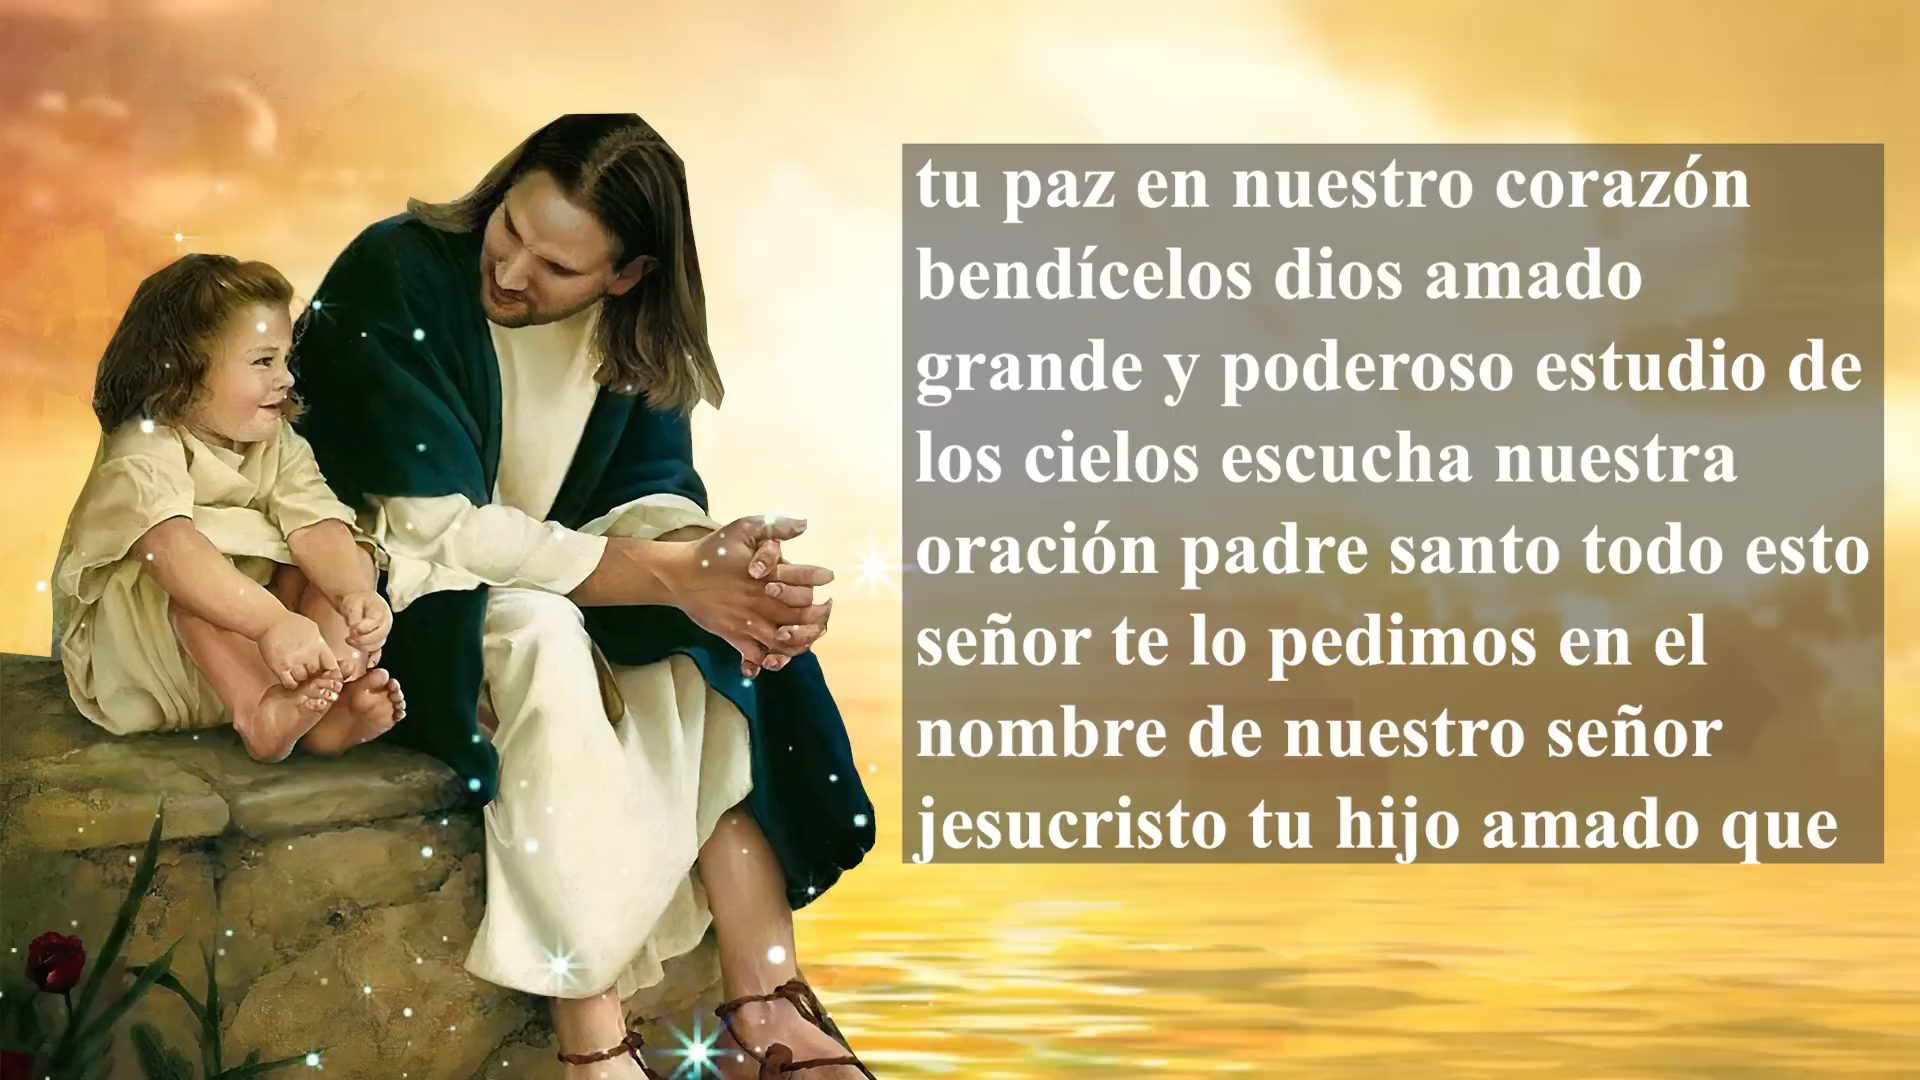 tu paz en nuestro corazón
bendícelos dios amado
grande y poderoso estudio de
los cielos escucha nuestra
oración padre santo todo esto
señor te lo pedimos en el
nombre de nuestro señor
jesucristo tu hijo amado que